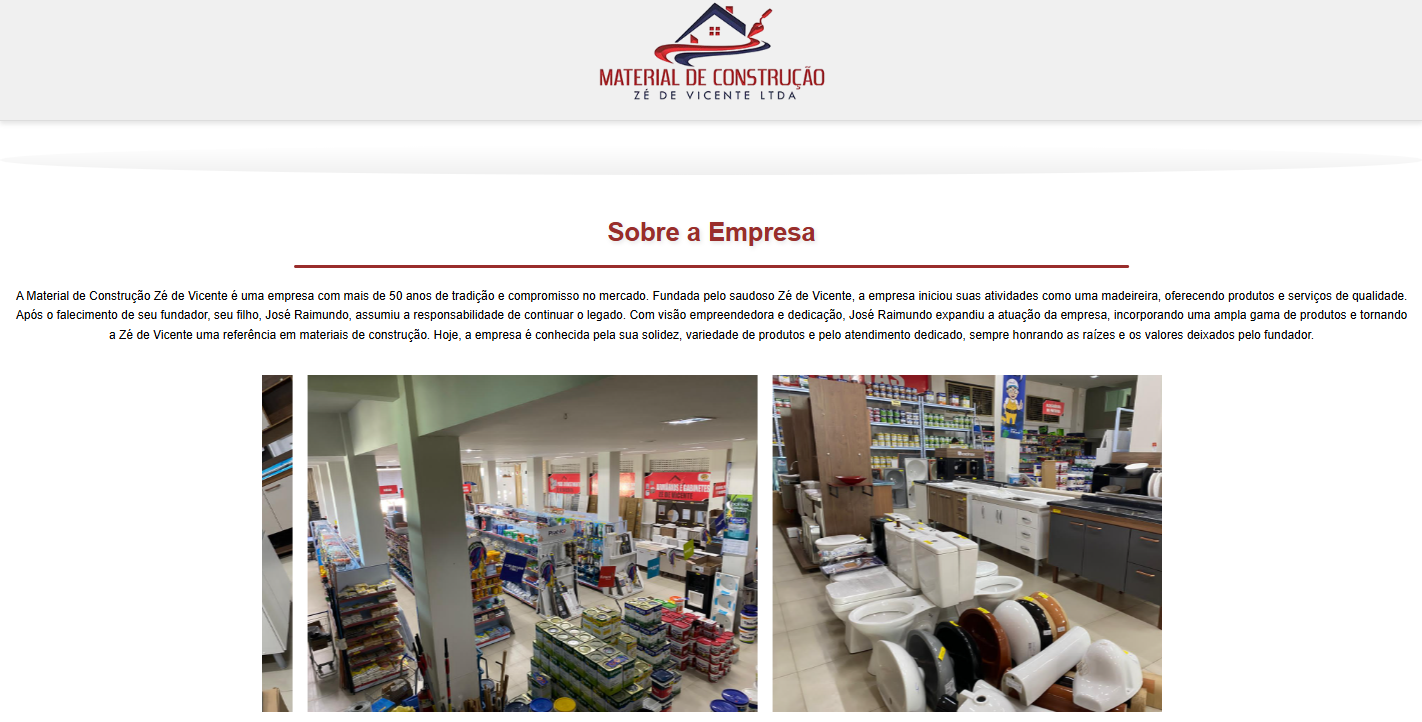 MATERIAL DE CONSTRUÇÃO
ZÉ DE VICENTE LTDA
Sobre a Empresa
A Material de Construção Zé de Vicente é uma empresa com mais de 50 anos de tradição e compromisso no mercado. Fundada pelo saudoso Zé de Vicente, a empresa iniciou suas atividades como uma madeireira, oferecendo produtos e serviços de qualidade.
Após o falecimento de seu fundador, seu filho, José Raimundo, assumiu a responsabilidade de continuar o legado. Com visão empreendedora e dedicação, José Raimundo expandiu a atuação da empresa, incorporando uma ampla gama de produtos e tornando
a Zé de Vicente uma referência em materiais de construção. Hoje, a empresa é conhecida pela sua solidez, variedade de produtos e pelo atendimento dedicado, sempre honrando as raízes e os valores deixados pelo fundador.